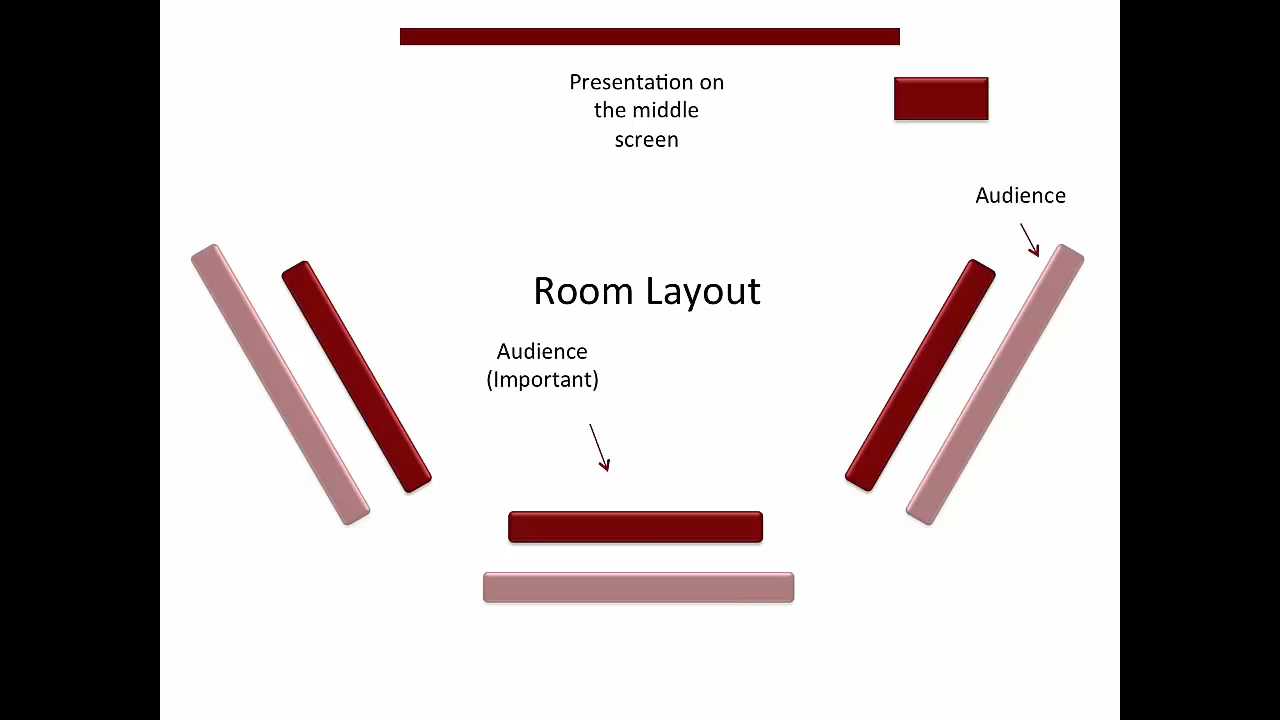 Presentation on
the middle
screen
Audience
Room Layout
Audience
(Important)